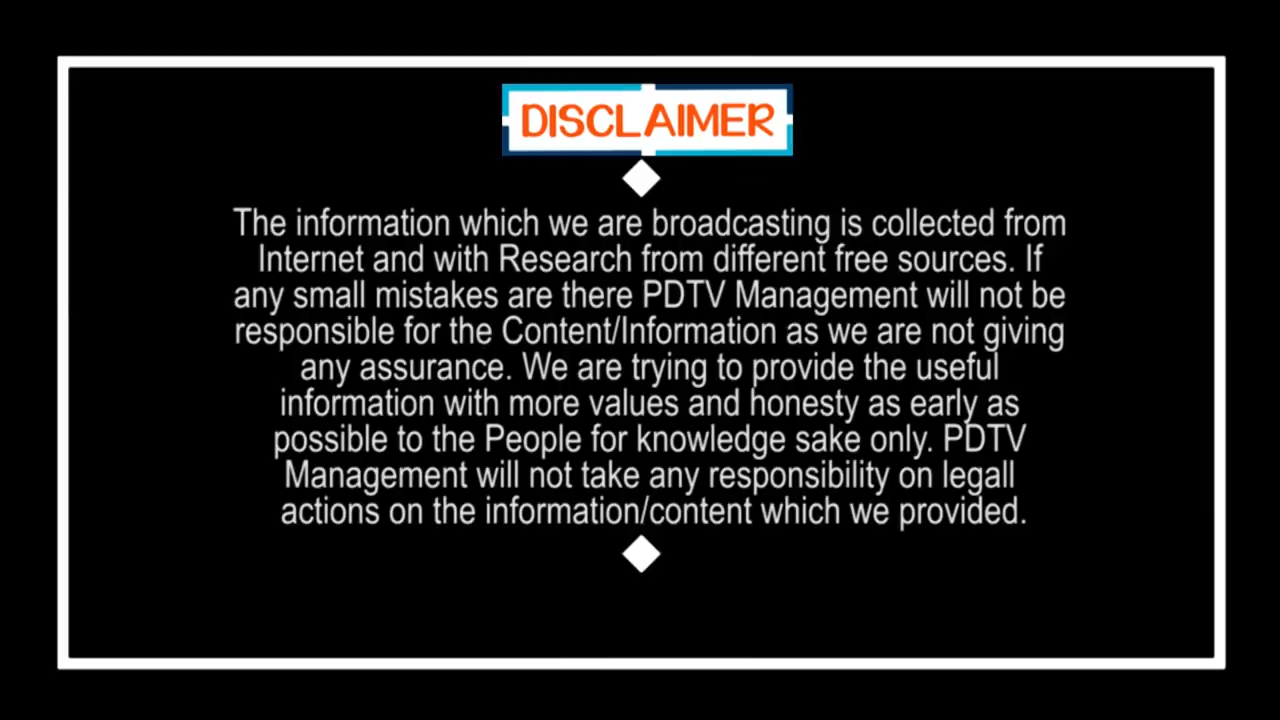 DISCLAIMER
The information which we are broadcasting is collected from
Internet and with Research from different free sources. If
any small mistakes are there PDTV Management will not be
responsible for the Content/Information as we are not giving
any assurance. We are trying to provide the useful
information with more values and honesty as early as
possible to the People for knowledge sake only. PDTV
Management will not take any responsibility on legall
actions on the information/content which we provided.